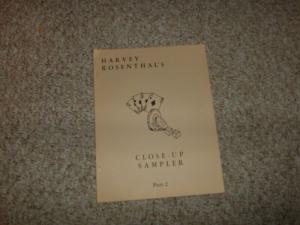 HARVEY
ROSENTHAL'S
CLOSE-UP
SAMPLER
Part 2